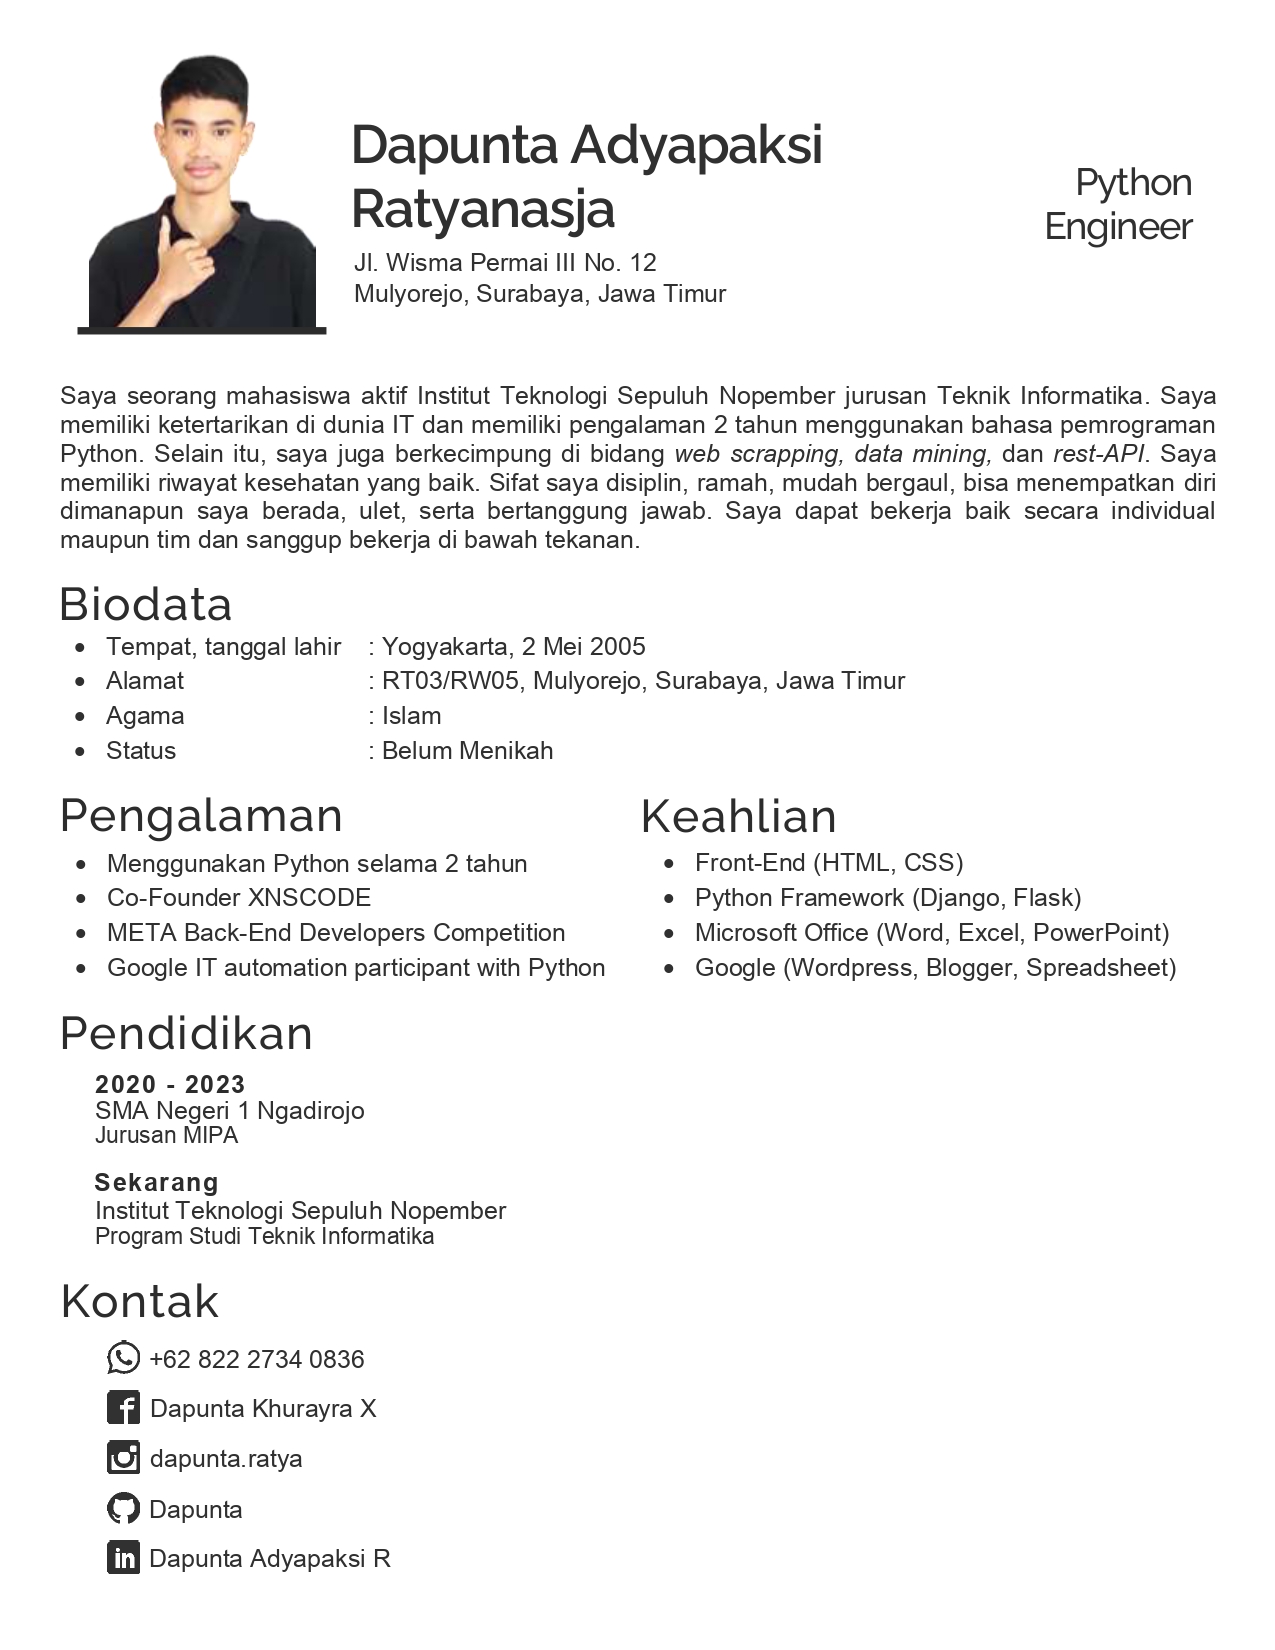 Dapunta Adyapaksi
Ratyanasja
Jl. Wisma Permai III No. 12
Mulyorejo, Surabaya, Jawa Timur
Python
Engineer
Saya seorang mahasiswa aktif Institut Teknologi Sepuluh Nopember jurusan Teknik Informatika. Saya
memiliki ketertarikan di dunia IT dan memiliki pengalaman 2 tahun menggunakan bahasa pemrograman
Python. Selain itu, saya juga berkecimpung di bidang web scrapping, data mining, dan rest-API. Saya
memiliki riwayat kesehatan yang baik. Sifat saya disiplin, ramah, mudah bergaul, bisa menempatkan diri
dimanapun saya berada, ulet, serta bertanggung jawab. Saya dapat bekerja baik secara individual
maupun tim dan sanggup bekerja di bawah tekanan.
Biodata
• Tempat, tanggal lahir : Yogyakarta, 2 Mei 2005
• Alamat : RT03/RW05, Mulyorejo, Surabaya, Jawa Timur
• Agama : Islam
• Status : Belum Menikah
Pengalaman
• Menggunakan Python selama 2 tahun
• Co-Founder XNSCODE
• META Back-End Developers Competition
• Google IT automation participant with Python
Keahlian
• Front-End (HTML, CSS)
• Python Framework (Django, Flask)
• Microsoft Office (Word, Excel, PowerPoint)
• Google (Wordpress, Blogger, Spreadsheet)
Pendidikan
2020 - 2023
SMA Negeri 1 Ngadirojo
Jurusan MIPA
Sekarang
Institut Teknologi Sepuluh Nopember
Program Studi Teknik Informatika
Kontak
+62 822 2734 0836
Dapunta Khurayra X
dapunta.ratya
Dapunta
Dapunta Adyapaksi R